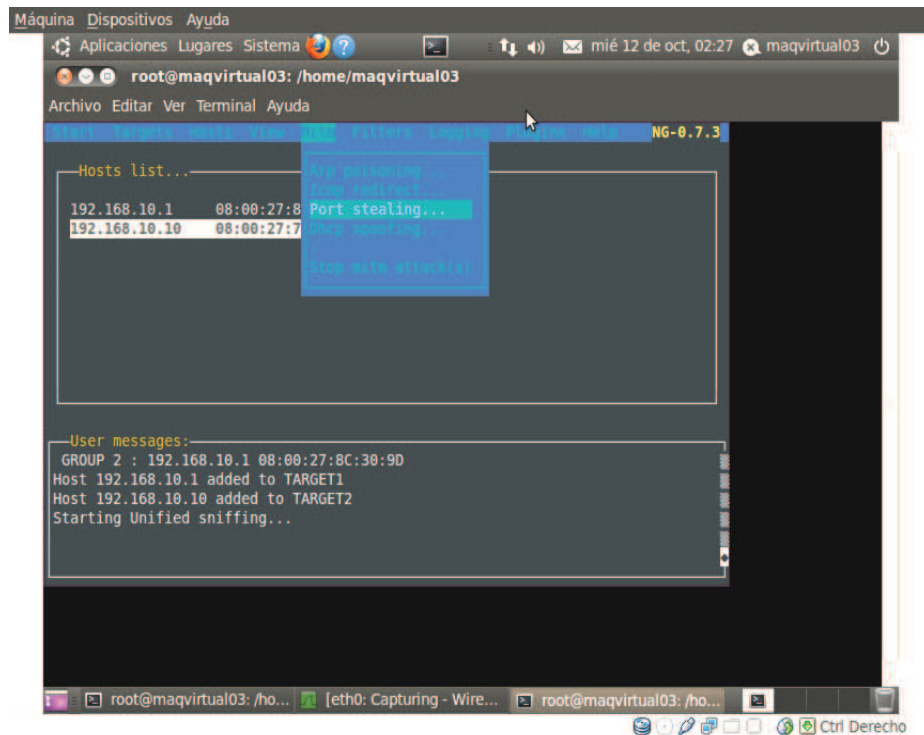 Máquina Dispositivos Ayuda
Aplicaciones Lugares Sistema mié 12 de oct, 02:27 maqvirtual03
root@maqvirtual03: /home/maqvirtual03
Archivo Editar Ver Terminal Ayuda
Start Targets Hosts View Mitm Filters Logging Plugins Help NG-0.7.3
Hosts list...
Arp poisoning...
Icmp redirect...
192.168.10.1 08:00:27:8 Port stealing...
192.168.10.10 08:00:27:7 Dhcp spoofing...
Stop mitm attack(s)
User messages:
GROUP 2 : 192.168.10.1 08:00:27:8C:30:9D
Host 192.168.10.1 added to TARGET1
Host 192.168.10.10 added to TARGET2
Starting Unified sniffing...
root@maqvirtual03: /ho... [eth0: Capturing - Wire... root@maqvirtual03: /ho...
Ctrl Derecho